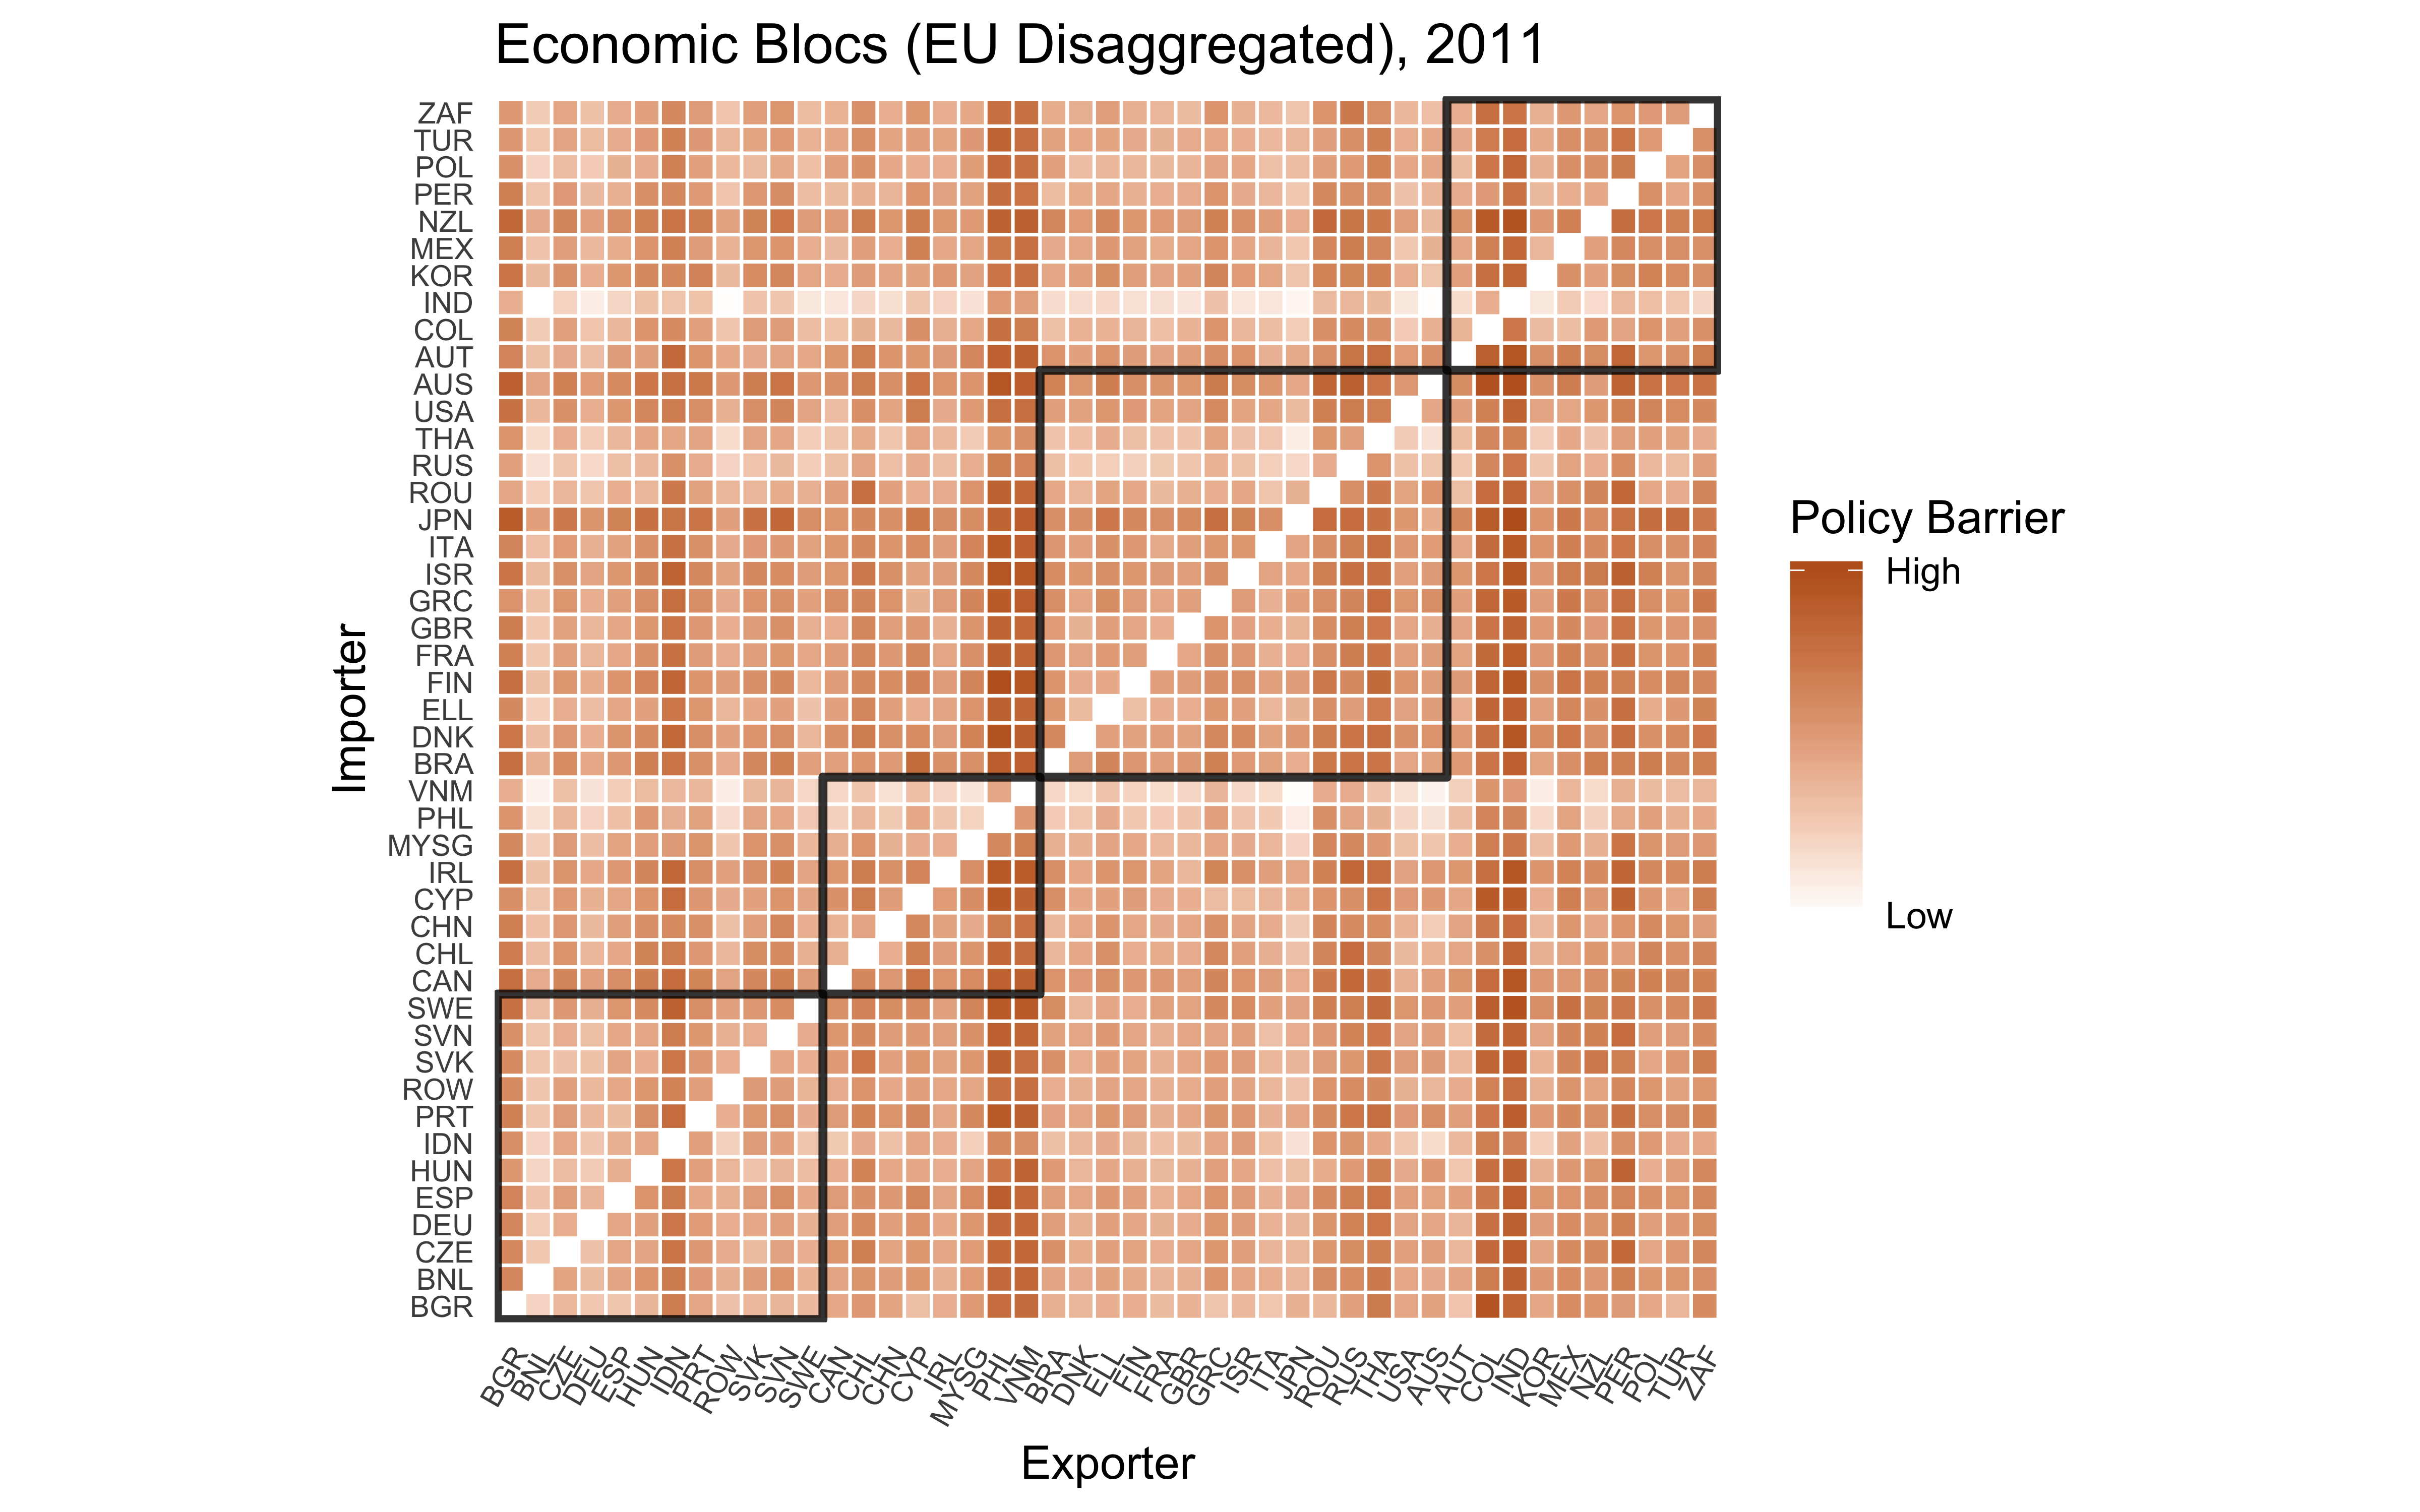 Economic Blocs (EU Disaggregated), 2011
Importer
ZAF
TUR
POL
PER
NZL
MEX
KOR
IND
COL
AUT
AUS
USA
THA
RUS
ROU
JPN
ITA
ISR
GRC
GBR
FRA
FIN
ELL
DNK
BRA
VNM
PHL
MYSG
IRL
CYP
CHN
CHL
CAN
SWE
SVN
SVK
ROW
PRT
IDN
HUN
ESP
DEU
CZE
BNL
BGR
BGR BNL CZE DEU ESP HUN IDN PRT ROW SVK SVN SWE CAN CHL CHN CYP IRL MYSG PHL VNM BRA DNK ELL FIN FRA GBR GRC ISR ITA JPN ROU RUS THA USA AUS AUT COL IND KOR MEX NZL PER POL TUR ZAF
Exporter
Policy Barrier
High
Low